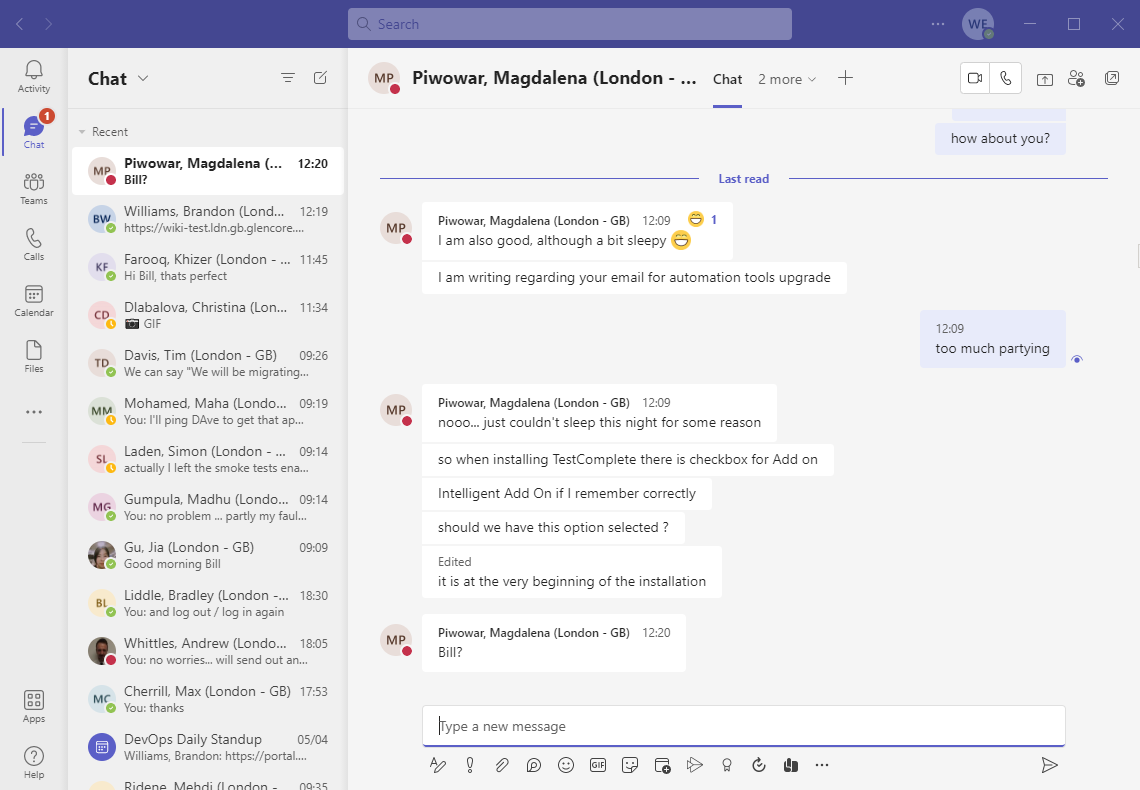 Search
WE
Activity
1
Chat
Teams
Calls
Calendar
Files
Apps
Help
Chat
Recent
MP
Piwowar, Magdalena (...
12:20
Bill?
BW
Williams, Brandon (Lond...
12:19
https://wiki-test.ldn.gb.glencore....
KF
Farooq, Khizer (London - ...
11:45
Hi Bill, thats perfect
CD
Dlabalova, Christina (Lon...
11:34
GIF
TD
Davis, Tim (London - GB)
09:26
We can say "We will be migrating...
MM
Mohamed, Maha (Londo...
09:19
You: I'll ping DAve to get that ap...
SL
Laden, Simon (London - ...
09:14
actually I left the smoke tests ena...
MG
Gumpula, Madhu (Londo...
09:14
You: no problem ... partly my faul...
Gu, Jia (London - GB)
09:09
Good morning Bill
BL
Liddle, Bradley (London -...
18:30
You: and log out / log in again
Whittles, Andrew (Londo...
18:05
You: no worries... will send out an...
MC
Cherrill, Max (London - GB)
17:53
You: thanks
DevOps Daily Standup
05/04
Williams, Brandon: https://portal....
Ridene, Mehdi (London -
09:35
MP
Piwowar, Magdalena (London - ...
Chat
2 more
how about you?
Last read
MP
Piwowar, Magdalena (London - GB)
12:09
1
I am also good, although a bit sleepy
I am writing regarding your email for automation tools upgrade
12:09
too much partying
MP
Piwowar, Magdalena (London - GB)
12:09
nooo... just couldn't sleep this night for some reason
so when installing TestComplete there is checkbox for Add on
Intelligent Add On if I remember correctly
should we have this option selected ?
Edited
it is at the very beginning of the installation
MP
Piwowar, Magdalena (London - GB)
12:20
Bill?
Type a new message
GIF